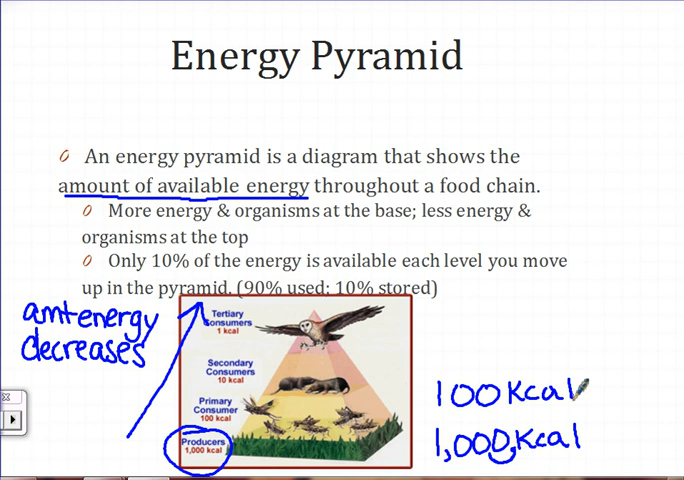 Energy Pyramid
An energy pyramid is a diagram that shows the
amount of available energy throughout a food chain.
More energy & organisms at the base; less energy &
organisms at the top
Only 10% of the energy is available each level you move
up in the pyramid. (90% used; 10% stored)
amt energy
decreases
Tertiary
Consumers
1 kcal
Secondary
Consumers
10 kcal
Primary
Consumer
100 kcal
Producers
1,000 kcal
100 Kcal
1,000, Kcal